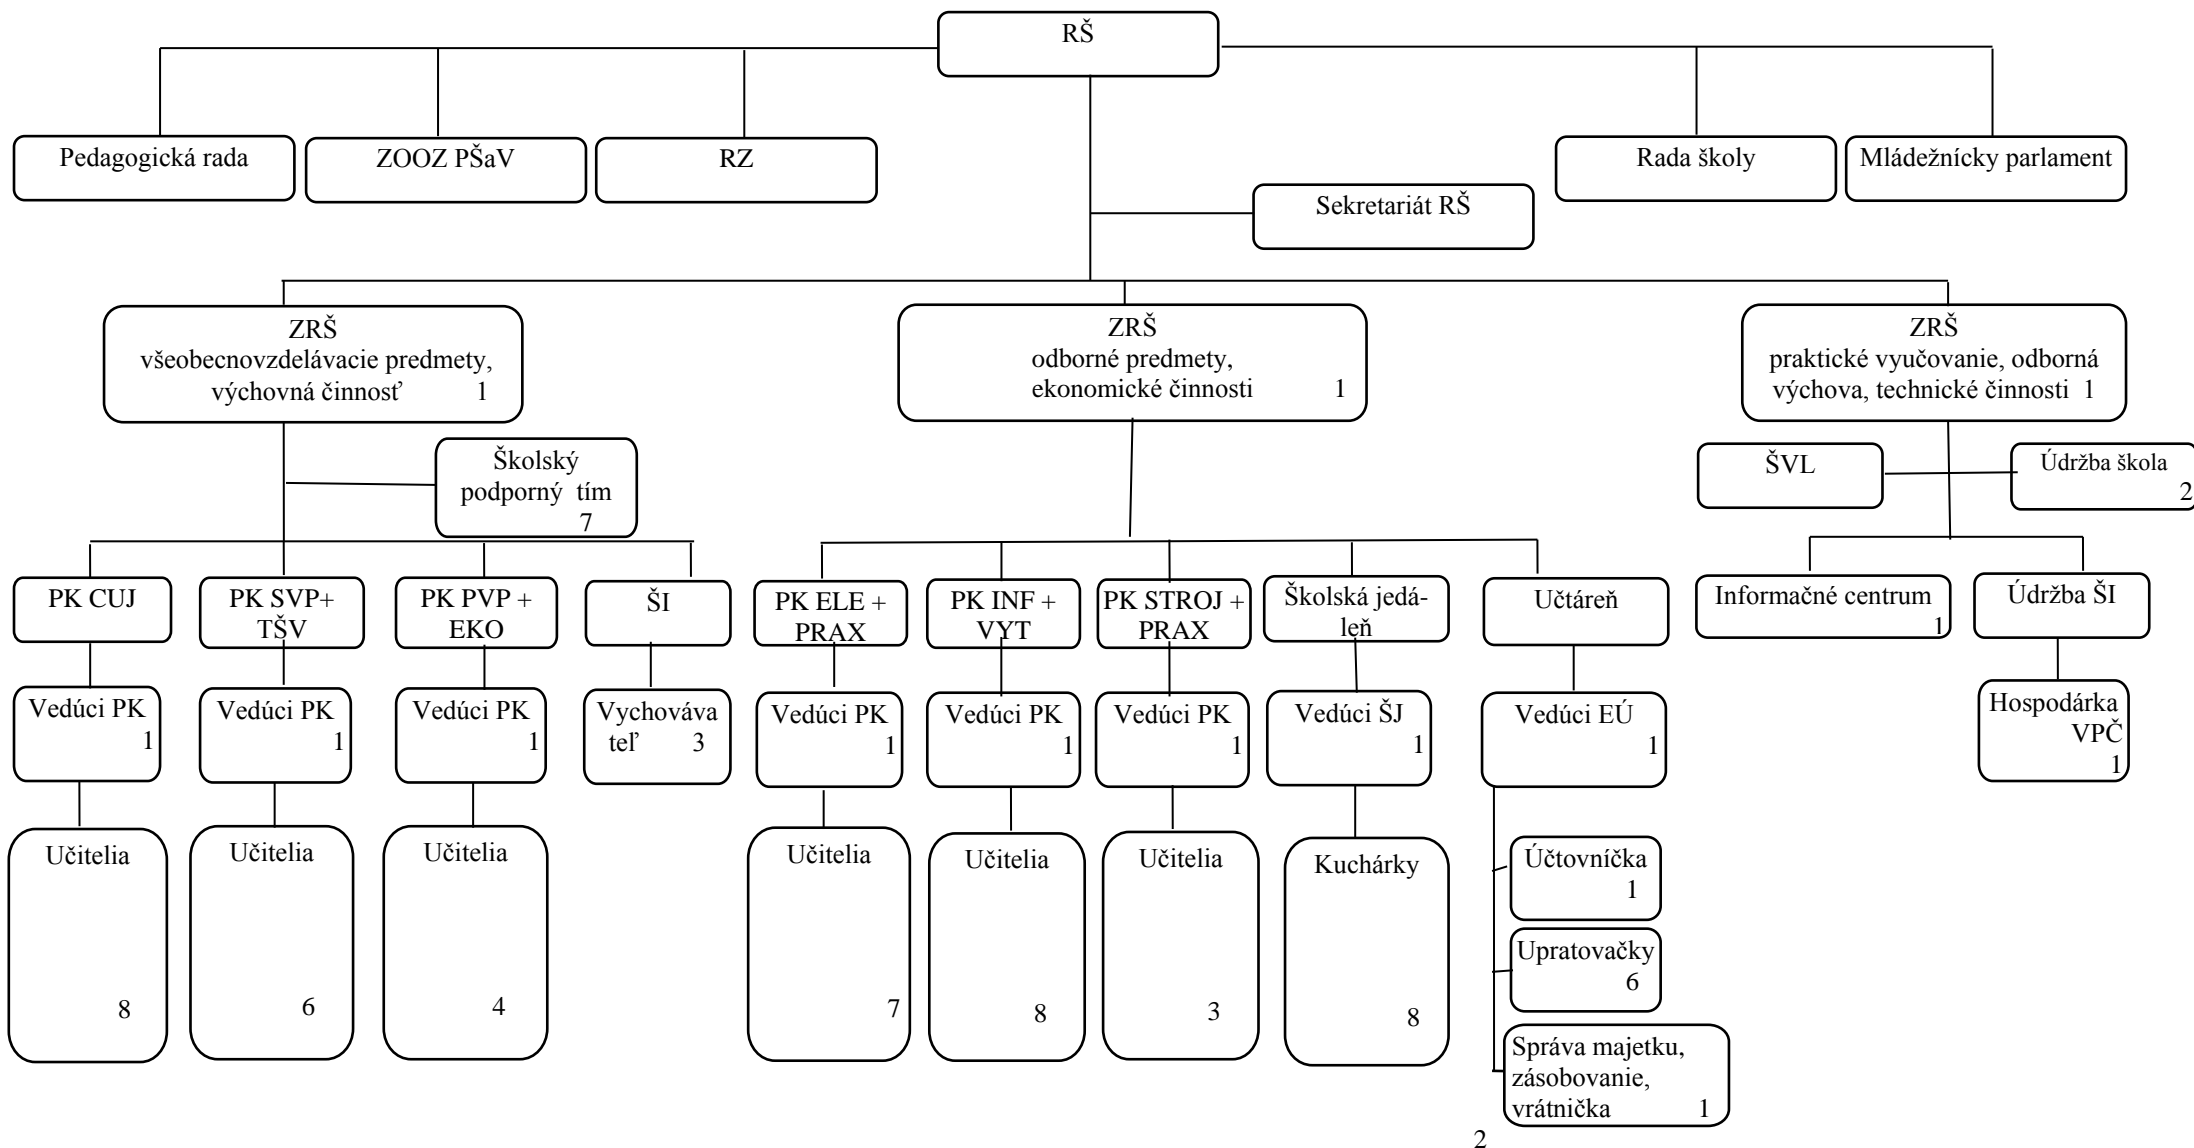 RŠ
Pedagogická rada
ZOOZ PŠaV
RZ
Rada školy
Mládežnícky parlament
Sekretariát RŠ
ZRŠ
všeobecnovzdelávacie predmety,
výchovná činnosť 1
ZRŠ
odborné predmety,
ekonomické činnosti 1
ZRŠ
praktické vyučovanie, odborná
výchova, technické činnosti 1
Školský
podporný tím
7
ŠVL
Údržba škola
2
PK CUJ
PK SVP+
TŠV
PK PVP +
EKO
ŠI
PK ELE +
PRAX
PK INF +
VYT
PK STROJ +
PRAX
Školská jedá-
leň
Učtáreň
Informačné centrum
1
Údržba ŠI
Vedúci PK
1
Vedúci PK
1
Vedúci PK
1
Vychováva
teľ 3
Vedúci PK
1
Vedúci PK
1
Vedúci PK
1
Vedúci ŠJ
1
Vedúci EÚ
1
Hospodárka
VPČ
1
Učitelia
8
Učitelia
6
Učitelia
4
Učitelia
7
Učitelia
8
Učitelia
3
Kuchárky
8
Účtovníčka
1
Upratovačky
6
Správa majetku,
zásobovanie,
vrátnička 1
2